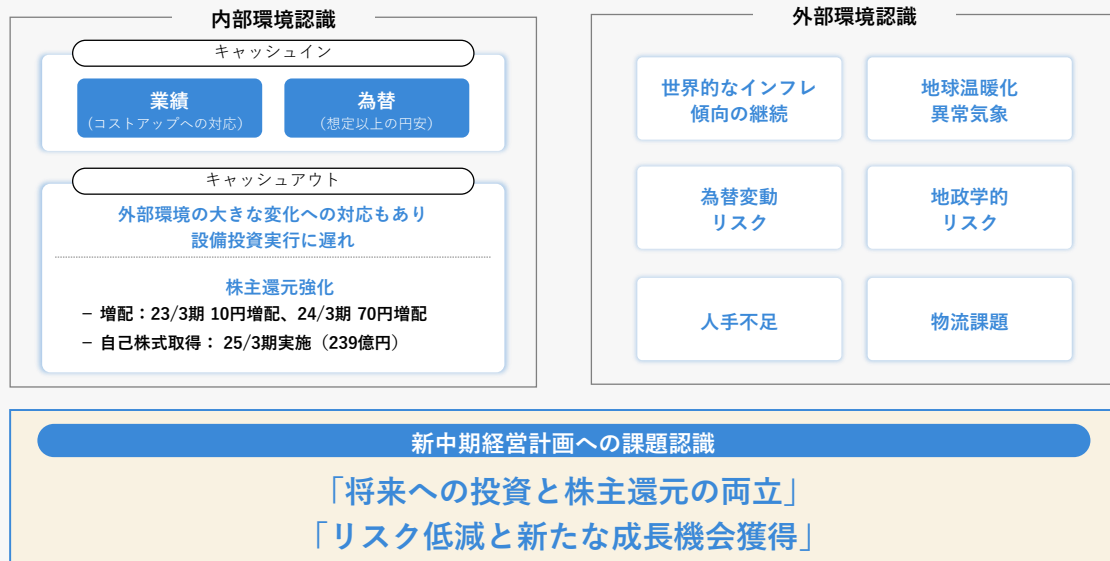 内部環境認識
キャッシュイン
業績
（コストアップへの対応）
為替
（想定以上の円安）
キャッシュアウト
外部環境の大きな変化への対応もあり
設備投資実行に遅れ
株主還元強化
− 増配：23/3期 10円増配、24/3期 70円増配
− 自己株式取得： 25/3期実施（239億円）
外部環境認識
世界的なインフレ
傾向の継続
地球温暖化
異常気象
為替変動
リスク
地政学的
リスク
人手不足
物流課題
新中期経営計画への課題認識
「将来への投資と株主還元の両立」
「リスク低減と新たな成長機会獲得」